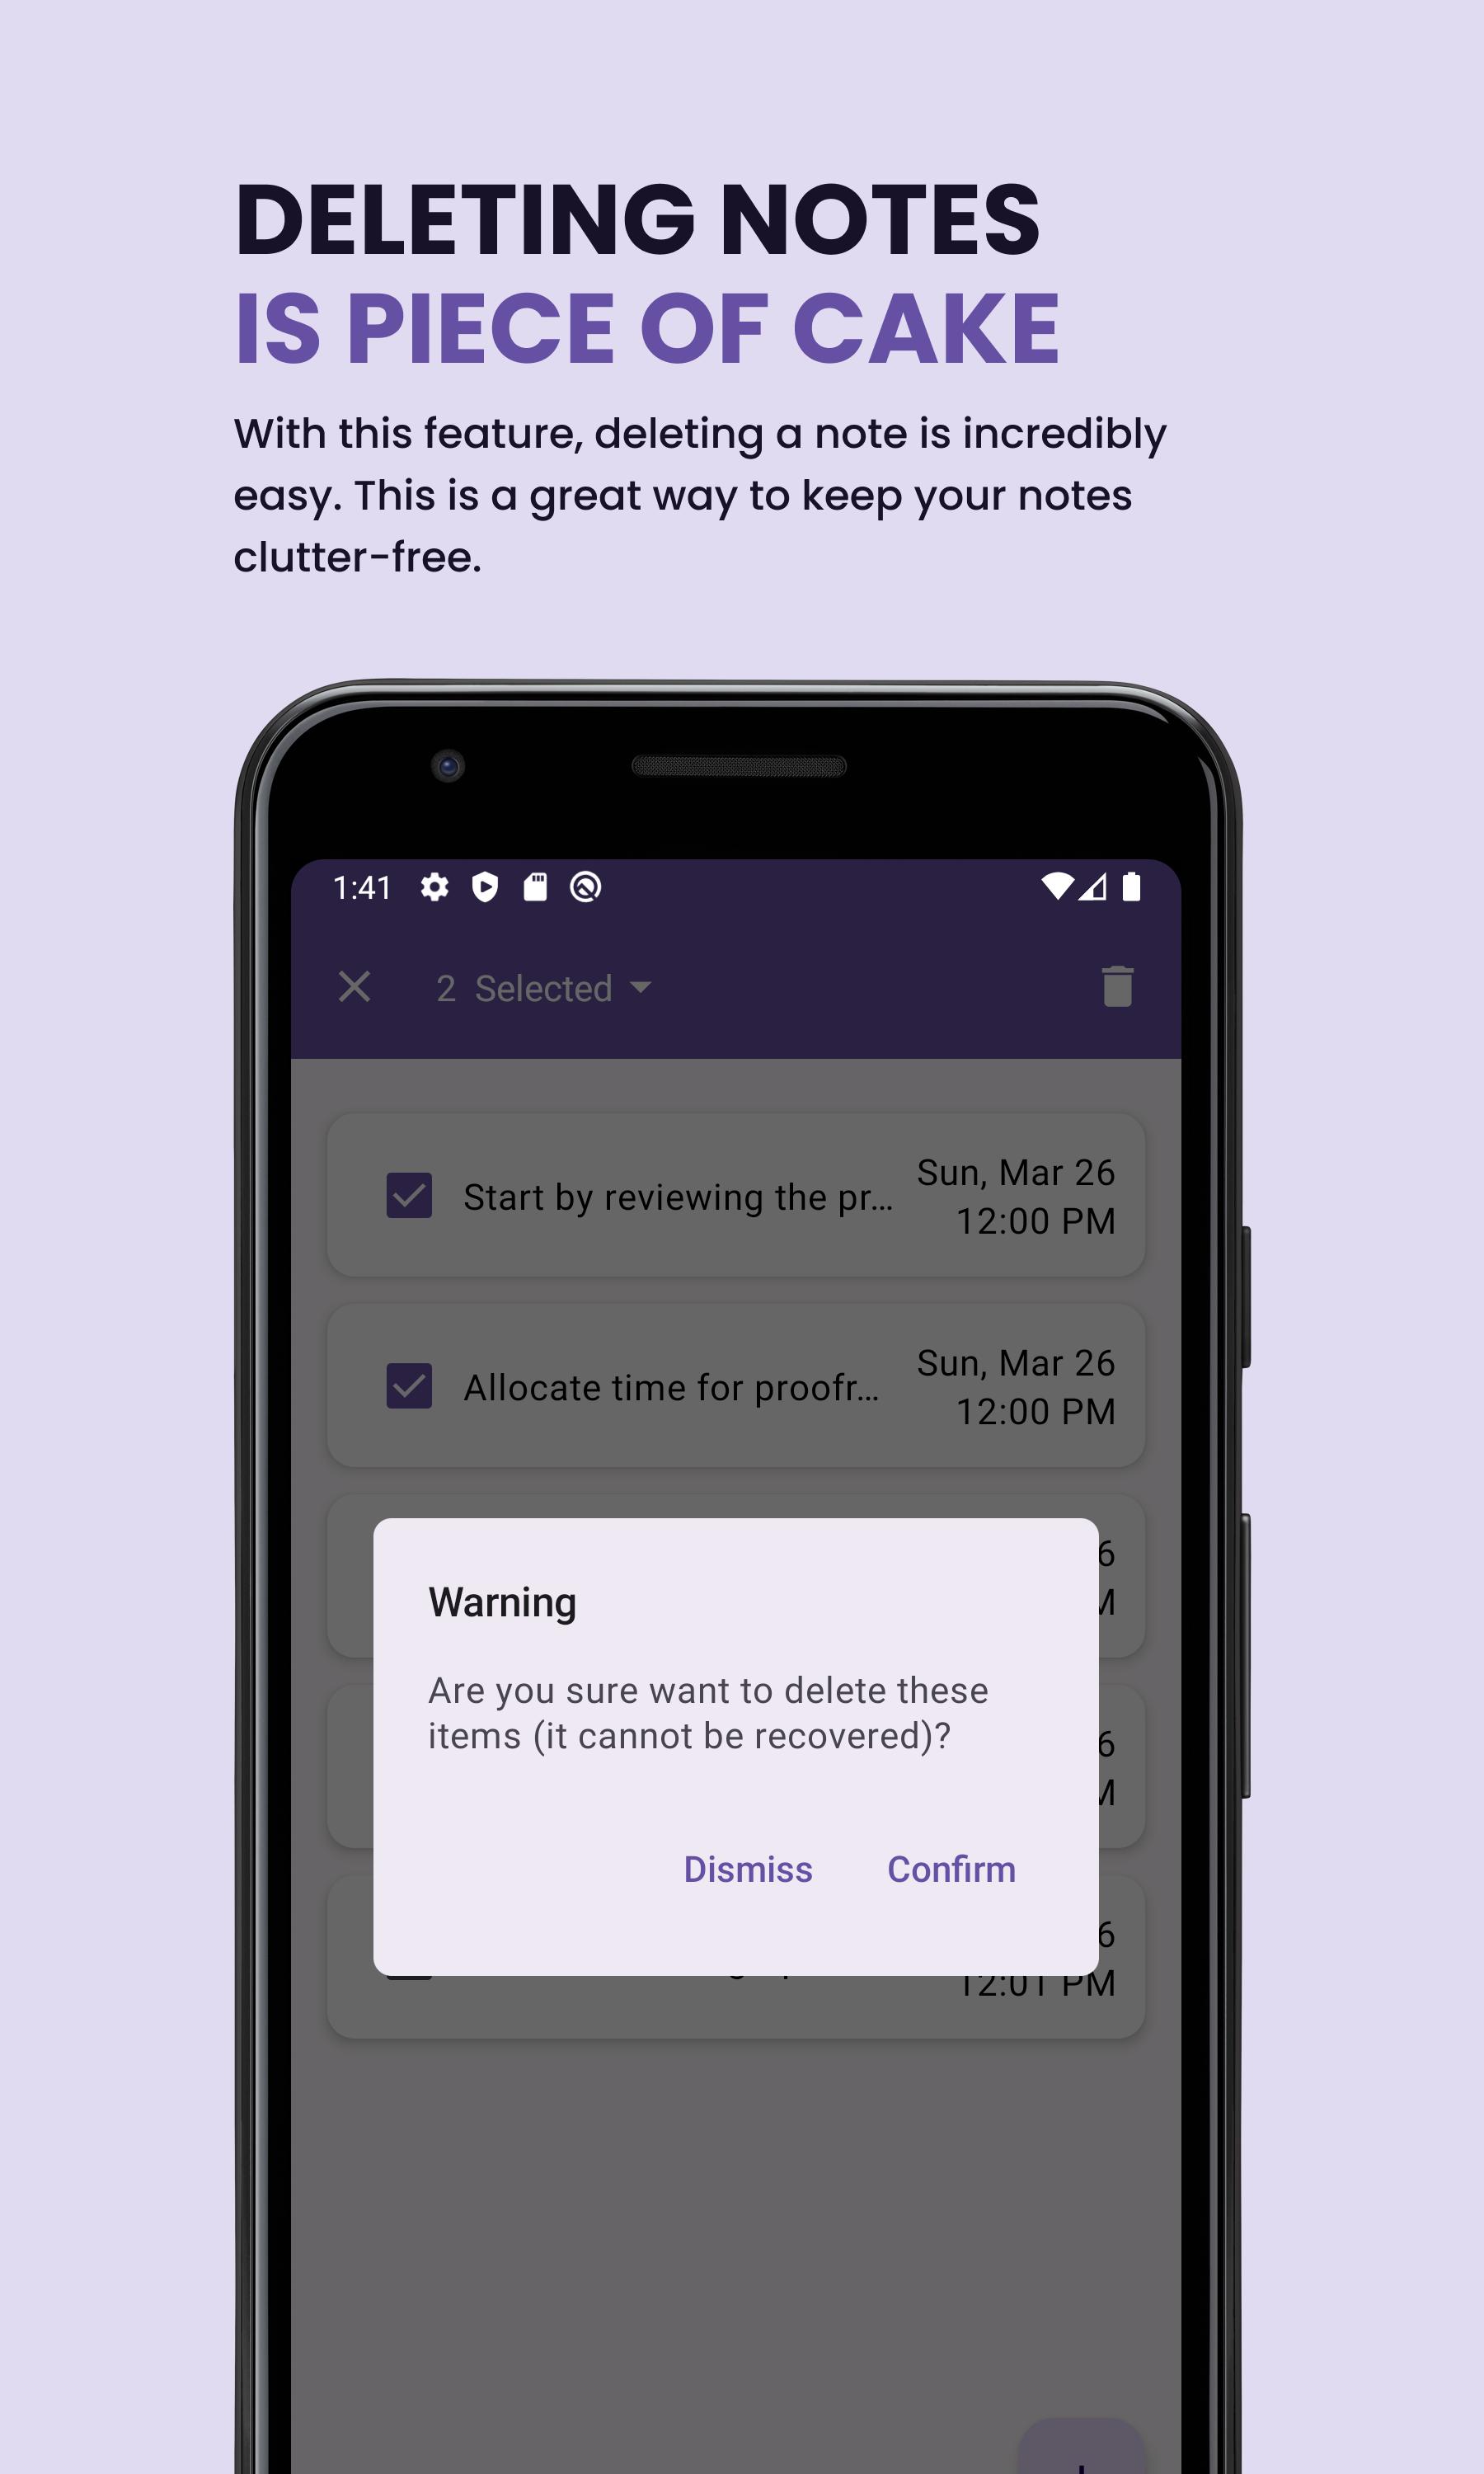 DELETING NOTES
IS PIECE OF CAKE
With this feature, deleting a note is incredibly
easy. This is a great way to keep your notes
clutter-free.
1:41
2 Selected
Sun, Mar 26
Start by reviewing the pr...
12:00 PM
Sun, Mar 26
Allocate time for proofr...
12:00 PM
Warning
Are you sure want to delete these
items (it cannot be recovered)?
Dismiss Confirm
12:01 PM